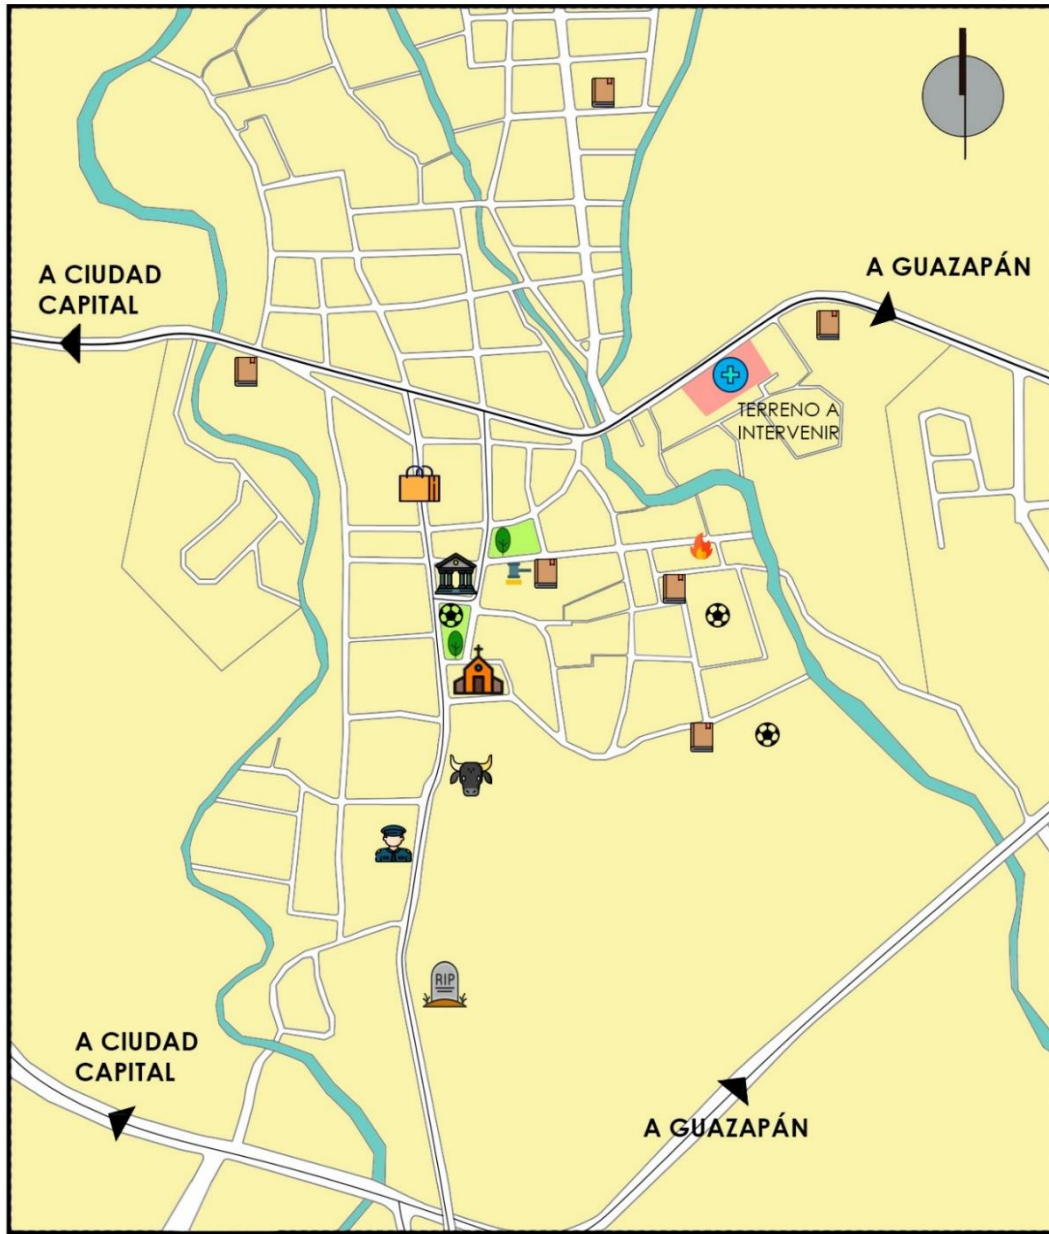 A CIUDAD
CAPITAL
A GUAZAPÁN
TERRENO A
INTERVENIR
RIP
A CIUDAD
CAPITAL
A GUAZAPÁN